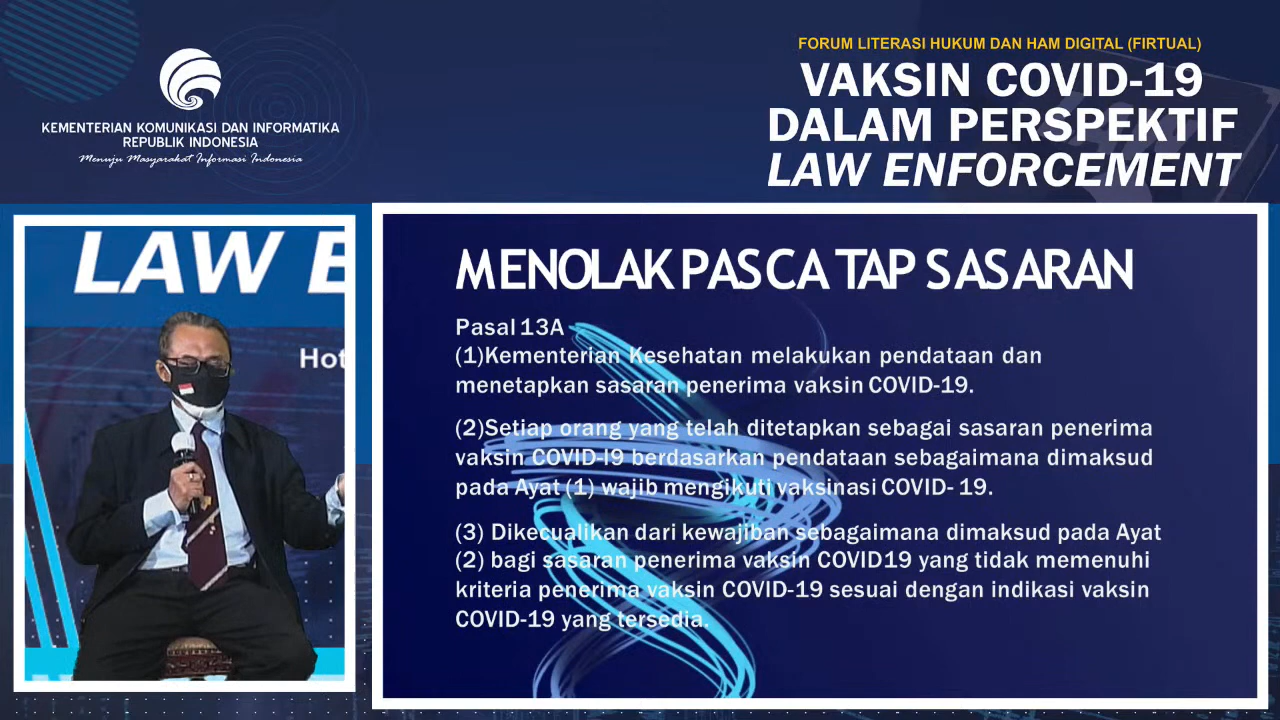 KEMENTERIAN KOMUNIKASI DAN INFORMATIKA
REPUBLIK INDONESIA
Menuju Masyarakat Informasi Indonesia
FORUM LITERASI HUKUM DAN HAM DIGITAL (FIRTUAL)
VAKSIN COVID-19
DALAM PERSPEKTIF
LAW ENFORCEMENT
LAW E
Hot
MENOLAK PASCA TAP SASARAN
Pasal 13A
(1)Kementerian Kesehatan melakukan pendataan dan
menetapkan sasaran penerima vaksin COVID-19.
(2)Setiap orang yang telah ditetapkan sebagai sasaran penerima
vaksin COVID-I9 berdasarkan pendataan sebagaimana dimaksud
pada Ayat (1) wajib mengikuti vaksinasi COVID- 19.
(3) Dikecualikan dari kewajiban sebagaimana dimaksud pada Ayat
(2) bagi sasaran penerima vaksin COVID19 yang tidak memenuhi
kriteria penerima vaksin COVID-19 sesuai dengan indikasi vaksin
COVID-19 yang tersedia.